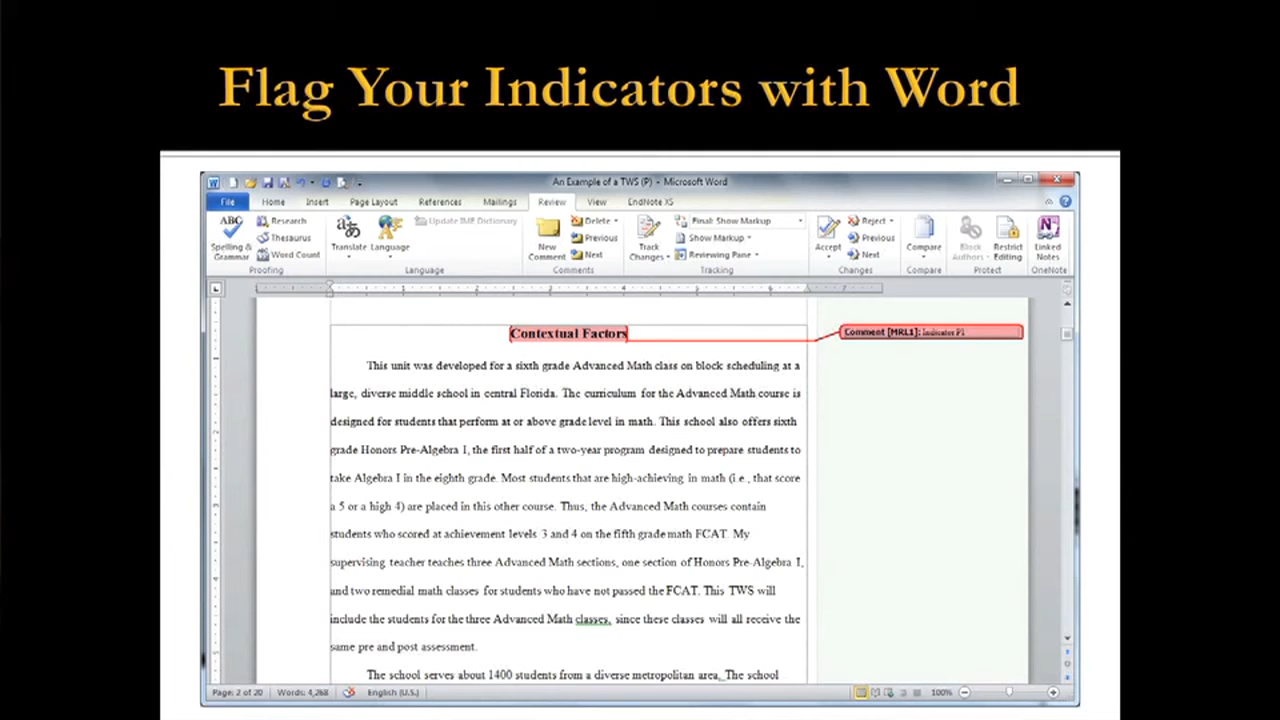 Flag Your Indicators with Word
An Example of a TWS (P) - Microsoft Word
File Home Insert Page Layout References Mailings Review View EndNote X5
ABC Spelling & Grammar
Research
Thesaurus
Word Count
Translate
Language
Update IME Dictionary
New Comment
Delete
Previous
Next
Track Changes
Final: Show Markup
Show Markup
Reviewing Pane
Accept
Reject
Previous
Next
Compare
Block Authors
Restrict Editing
Linked Notes
Proofing Language Comments Tracking Changes Compare Protect OneNote
Contextual Factors
Comment [MRL1]: Indicator P1
This unit was developed for a sixth grade Advanced Math class on block scheduling at a
large, diverse middle school in central Florida. The curriculum for the Advanced Math course is
designed for students that perform at or above grade level in math. This school also offers sixth
grade Honors Pre-Algebra I, the first half of a two-year program designed to prepare students to
take Algebra I in the eighth grade. Most students that are high-achieving in math (i.e., that score
a 5 or a high 4) are placed in this other course. Thus, the Advanced Math courses contain
students who scored at achievement levels 3 and 4 on the fifth grade math FCAT. My
supervising teacher teaches three Advanced Math sections, one section of Honors Pre-Algebra I,
and two remedial math classes for students who have not passed the FCAT. This TWS will
include the students for the three Advanced Math classes, since these classes will all receive the
same pre and post assessment.
The school serves about 1400 students from a diverse metropolitan area. The school
Page: 2 of 20 Words: 4,268 English (U.S.) 100%